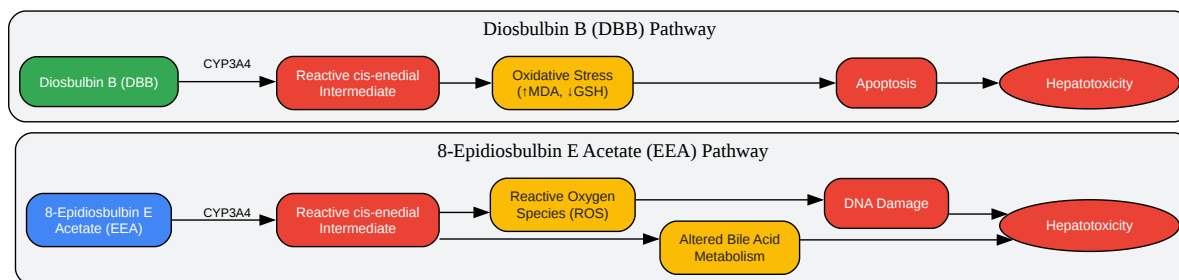 Diosbulbin B (DBB) Pathway
Diosbulbin B (DBB)
CYP3A4
Reactive cis-enedial
Intermediate
Oxidative Stress
(↑MDA, ↓GSH)
Apoptosis
Hepatotoxicity
8-Epidiosbulbin E Acetate (EEA) Pathway
8-Epidiosbulbin E
Acetate (EEA)
CYP3A4
Reactive cis-enedial
Intermediate
Reactive Oxygen
Species (ROS)
DNA Damage
Altered Bile Acid
Metabolism
Hepatotoxicity